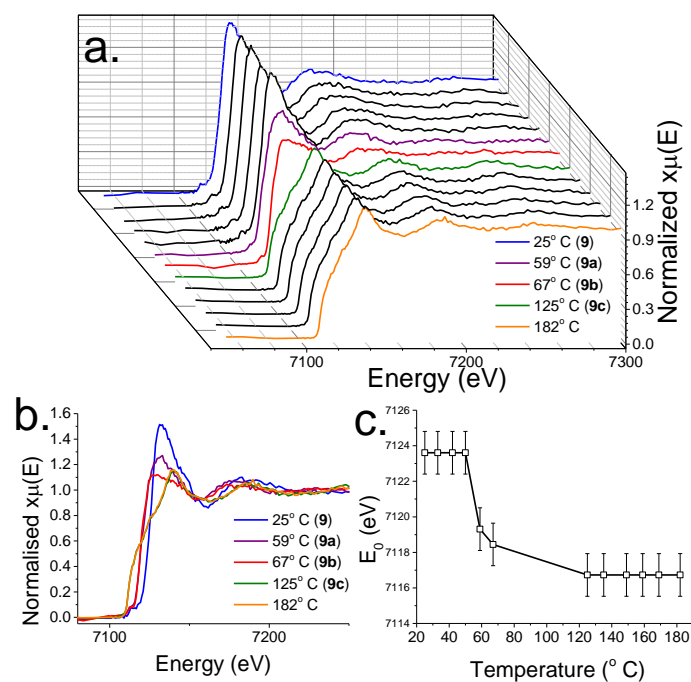 a.
1.2
0.9
0.6
0.3
0.0
Normalized xμ(E)
25° C (9)
59° C (9a)
67° C (9b)
125° C (9c)
182° C
7100
7200
7300
Energy (eV)
b.
1.6
1.4
1.2
1.0
0.8
0.6
0.4
0.2
0.0
Normalised xμ(E)
25° C (9)
59° C (9a)
67° C (9b)
125° C (9c)
182° C
7100
7200
Energy (eV)
c.
7126
7124
7122
7120
7118
7116
7114
E0 (eV)
20
40
60
80
100
120
140
160
180
Temperature (° C)